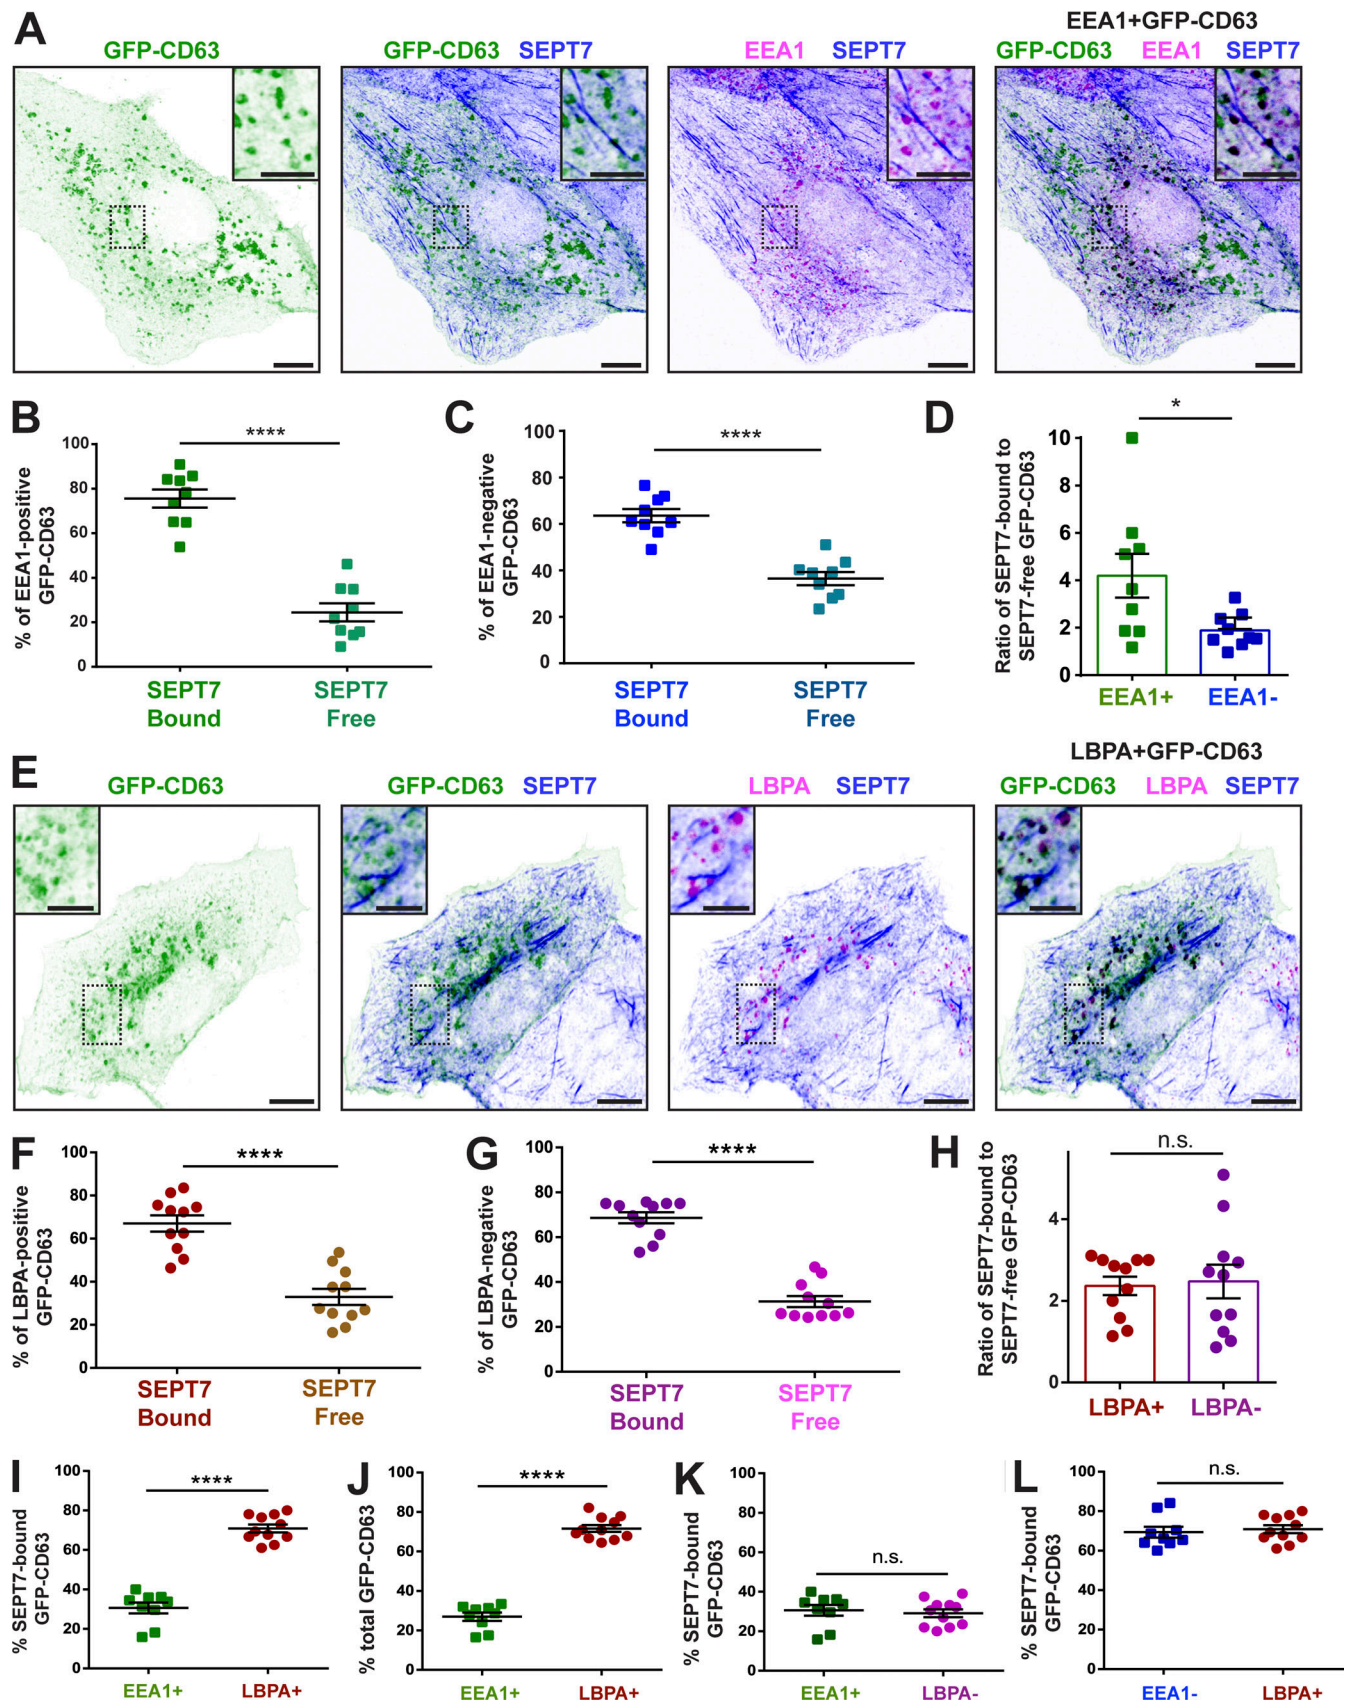 A
GFP-CD63
GFP-CD63 SEPT7
EEA1 SEPT7
EEA1+GFP-CD63
GFP-CD63 EEA1 SEPT7
B
% of EEA1-positive
GFP-CD63
100
80
60
40
20
0
****
SEPT7
Bound
SEPT7
Free
C
% of EEA1-negative
GFP-CD63
100
80
60
40
20
0
****
SEPT7
Bound
SEPT7
Free
D
Ratio of SEPT7-bound to
SEPT7-free GFP-CD63
10
8
6
4
2
0
*
EEA1+
EEA1-
E
GFP-CD63
GFP-CD63 SEPT7
LBPA SEPT7
LBPA+GFP-CD63
GFP-CD63 LBPA SEPT7
F
% of LBPA-positive
GFP-CD63
100
80
60
40
20
0
****
SEPT7
Bound
SEPT7
Free
G
% of LBPA-negative
GFP-CD63
100
80
60
40
20
0
****
SEPT7
Bound
SEPT7
Free
H
Ratio of SEPT7-bound to
SEPT7-free GFP-CD63
4
2
0
n.s.
LBPA+
LBPA-
I
% SEPT7-bound
GFP-CD63
100
80
60
40
20
0
****
EEA1+
LBPA+
J
% total GFP-CD63
100
80
60
40
20
0
****
EEA1+
LBPA+
K
% SEPT7-bound
GFP-CD63
100
80
60
40
20
0
n.s.
EEA1+
LBPA-
L
% SEPT7-bound
GFP-CD63
100
80
60
40
20
0
n.s.
EEA1-
LBPA+